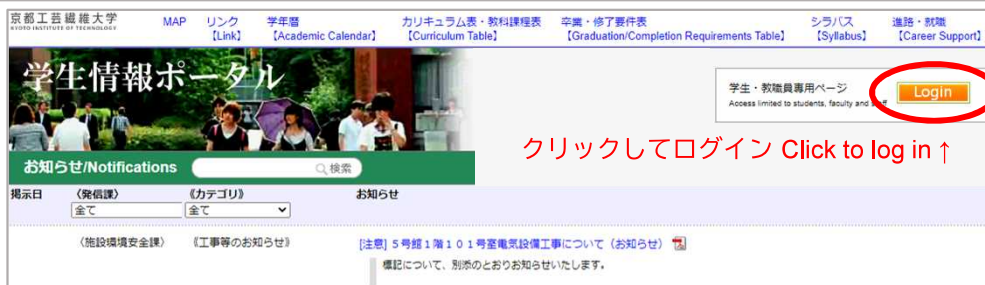 京都工芸繊維大学
KYOTO INSTITUTE OF TECHNOLOGY
MAP
リンク
【Link】
学年暦
【Academic Calendar】
カリキュラム表・教科課程表
【Curriculum Table】
卒業・修了要件表
【Graduation/Completion Requirements Table】
シラバス
【Syllabus】
進路・就職
【Career Support】
学生情報ポータル
学生・教職員専用ページ
Access limited to students, faculty and staff
Login
クリックしてログイン Click to log in ↑
お知らせ/Notifications
検索
掲示日 〈発信課〉 《カテゴリ》 お知らせ
全て 全て
〈施設環境安全課〉 《工事等のお知らせ》 [注意] 5号館1階101号室電気設備工事について（お知らせ）
標記について、別添のとおりお知らせいたします。